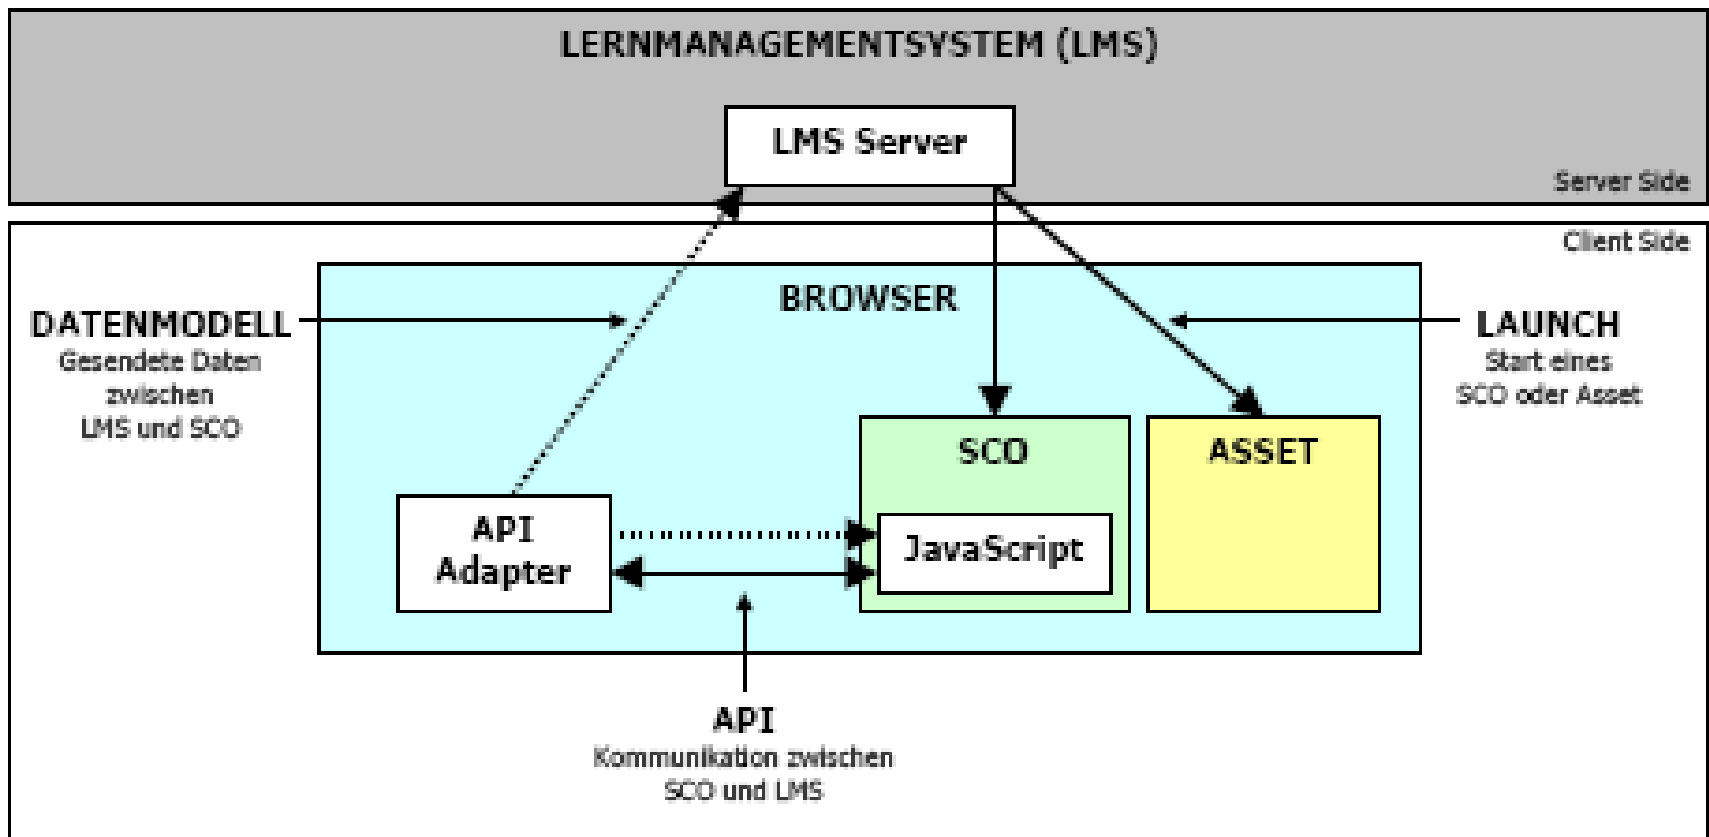 LERNMANAGEMENTSYSTEM (LMS)
LMS Server
Server Side
Client Side
BROWSER
DATENMODELL
Gesendete Daten
zwischen
LMS und SCO
LAUNCH
Start eines
SCO oder Asset
SCO
ASSET
API
Adapter
JavaScript
API
Kommunikation zwischen
SCO und LMS